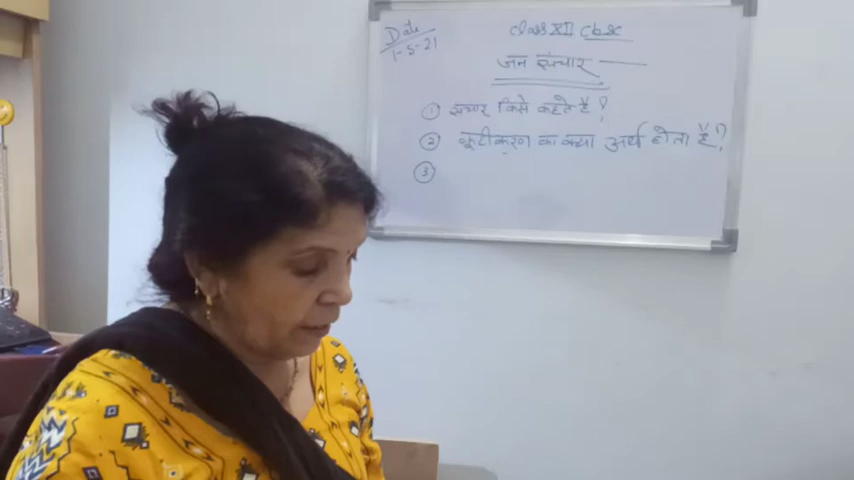 Date
1-5-21
Class XII Cbse
जन संचार
① संचार किसे कहते हैं?
② कूटीकरण का क्या अर्थ होता है?
③